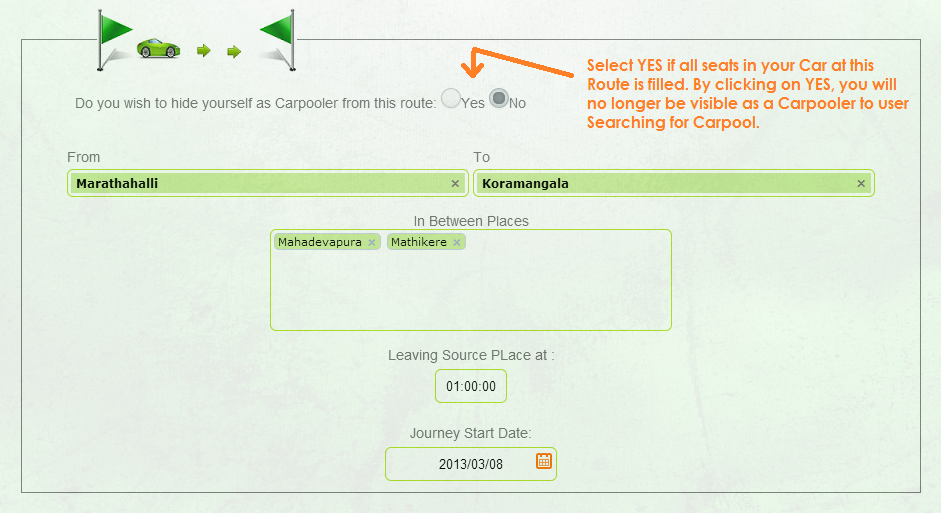 Select YES if all seats in your Car at this
Route is filled. By clicking on YES, you will
no longer be visible as a Carpooler to user
Searching for Carpool.
Do you wish to hide yourself as Carpooler from this route: Yes No
From To
Marathahalli × Koramangala ×
In Between Places
Mahadevapura × Mathikere ×
Leaving Source PLace at :
01:00:00
Journey Start Date:
2013/03/08